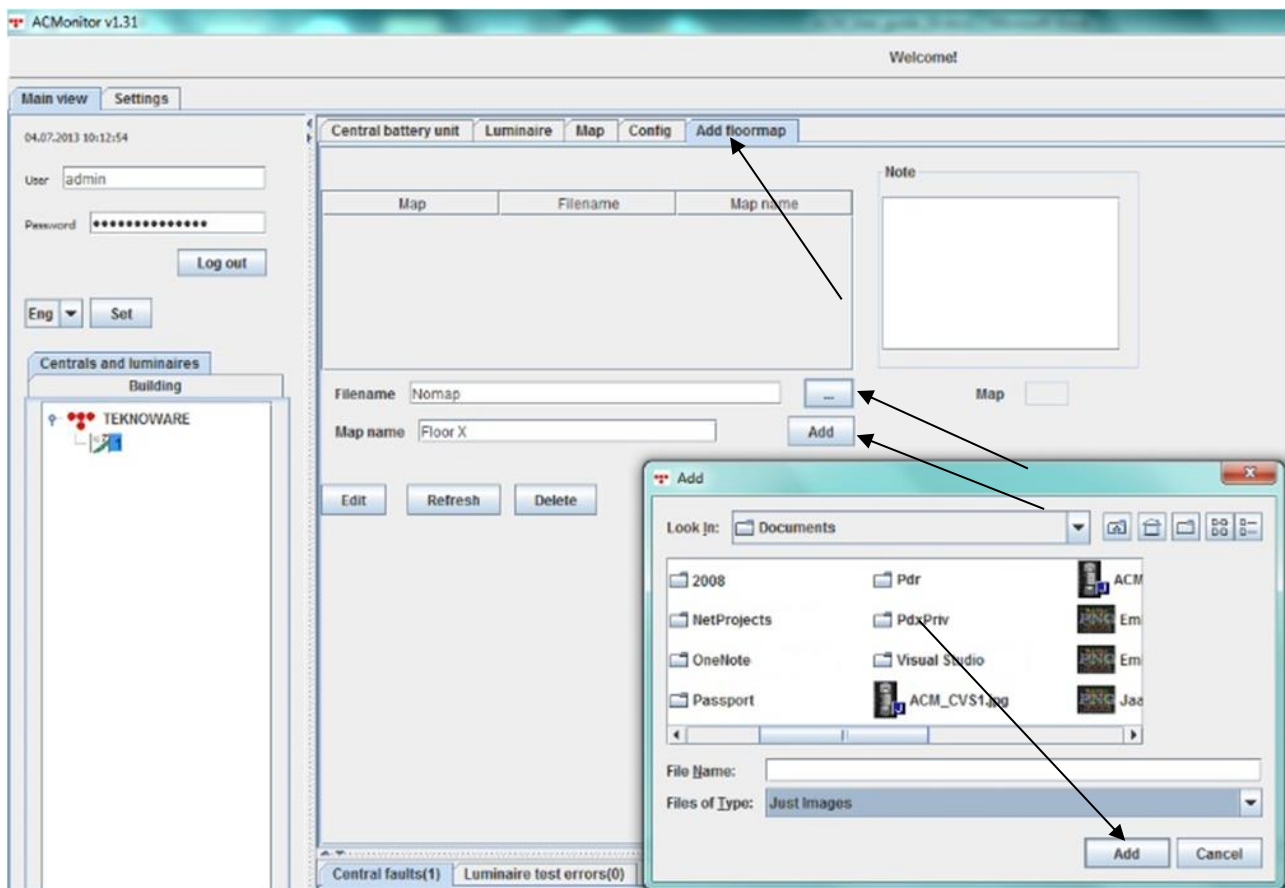 ACMonitor v1.31
Welcome!
Main view Settings
04.07.2013 10:12:54
User admin
Password ••••••••••••••
Log out
Eng Set
Centrals and luminaires
Building
TEKNOWARE
1
Central battery unit Luminaire Map Config Add floormap
Map Filename Map name
Note
Filename Nomap ... Map
Map name Floor X Add
Edit Refresh Delete
Add
Look In: Documents
2008 Pdr ACM
NetProjects PdxPriv Em
OneNote Visual Studio Em
Passport ACM_CVS1.jpg Jaa
File Name:
Files of Type: Just Images
Add Cancel
Central faults(1) Luminaire test errors(0)